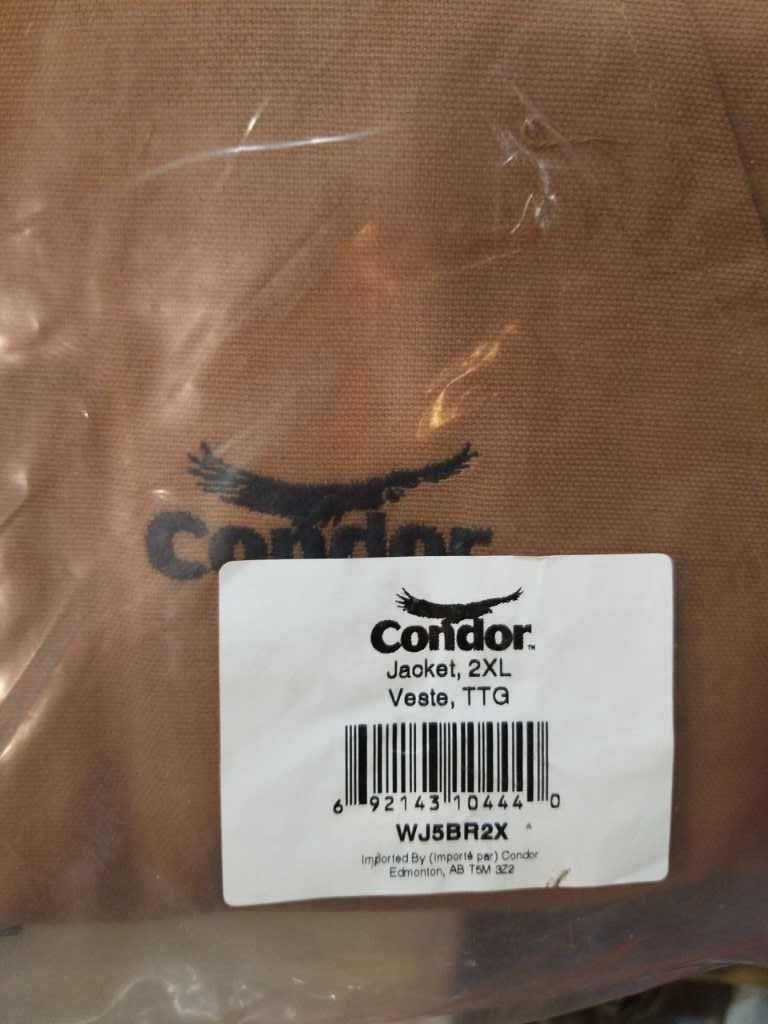 Condor
Condor™
Jacket, 2XL
Veste, TTG
6 92143 10444 0
WJ5BR2X
Imported By (Importé par) Condor
Edmonton, AB T5M 3Z2